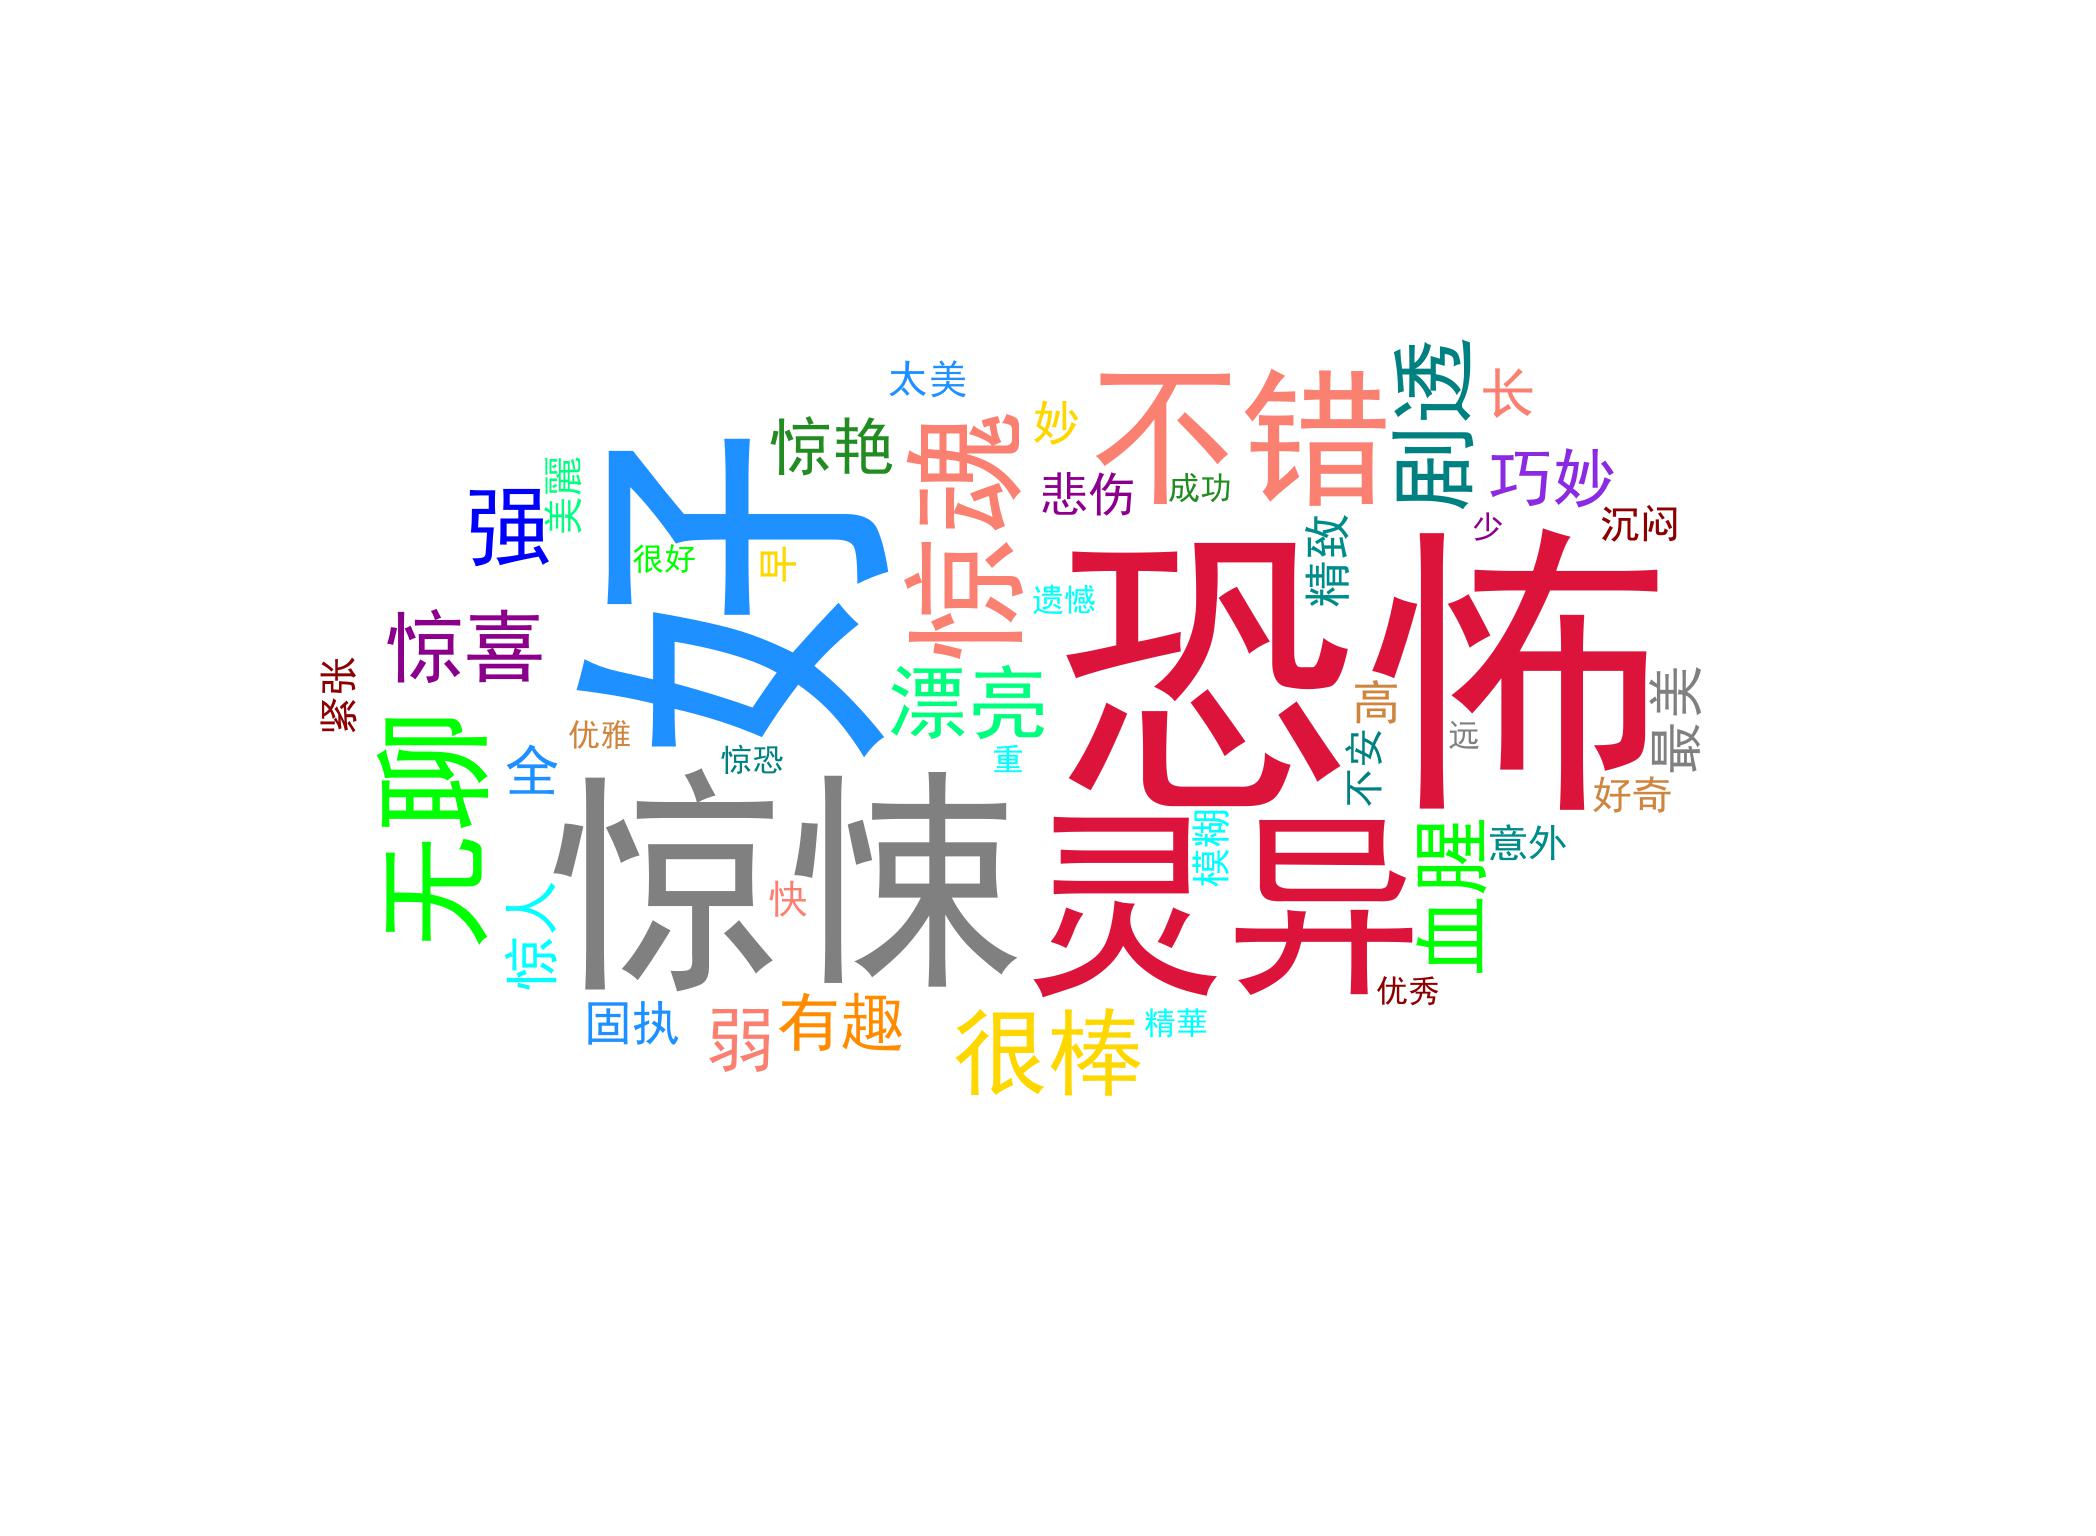 太美
妙
不错
剧透
长
惊艳
惊魂
好
美麗
强
悲伤
成功
巧妙
少
沉闷
很好
早
精致
恐怖
遗憾
惊喜
紧张
漂亮
高
最美
无聊
优雅
全
惊恐
重
不安
远
好奇
惊悚
灵异
模糊
血腥
意外
快
惊人
优秀
固执
弱
有趣
很棒
精華